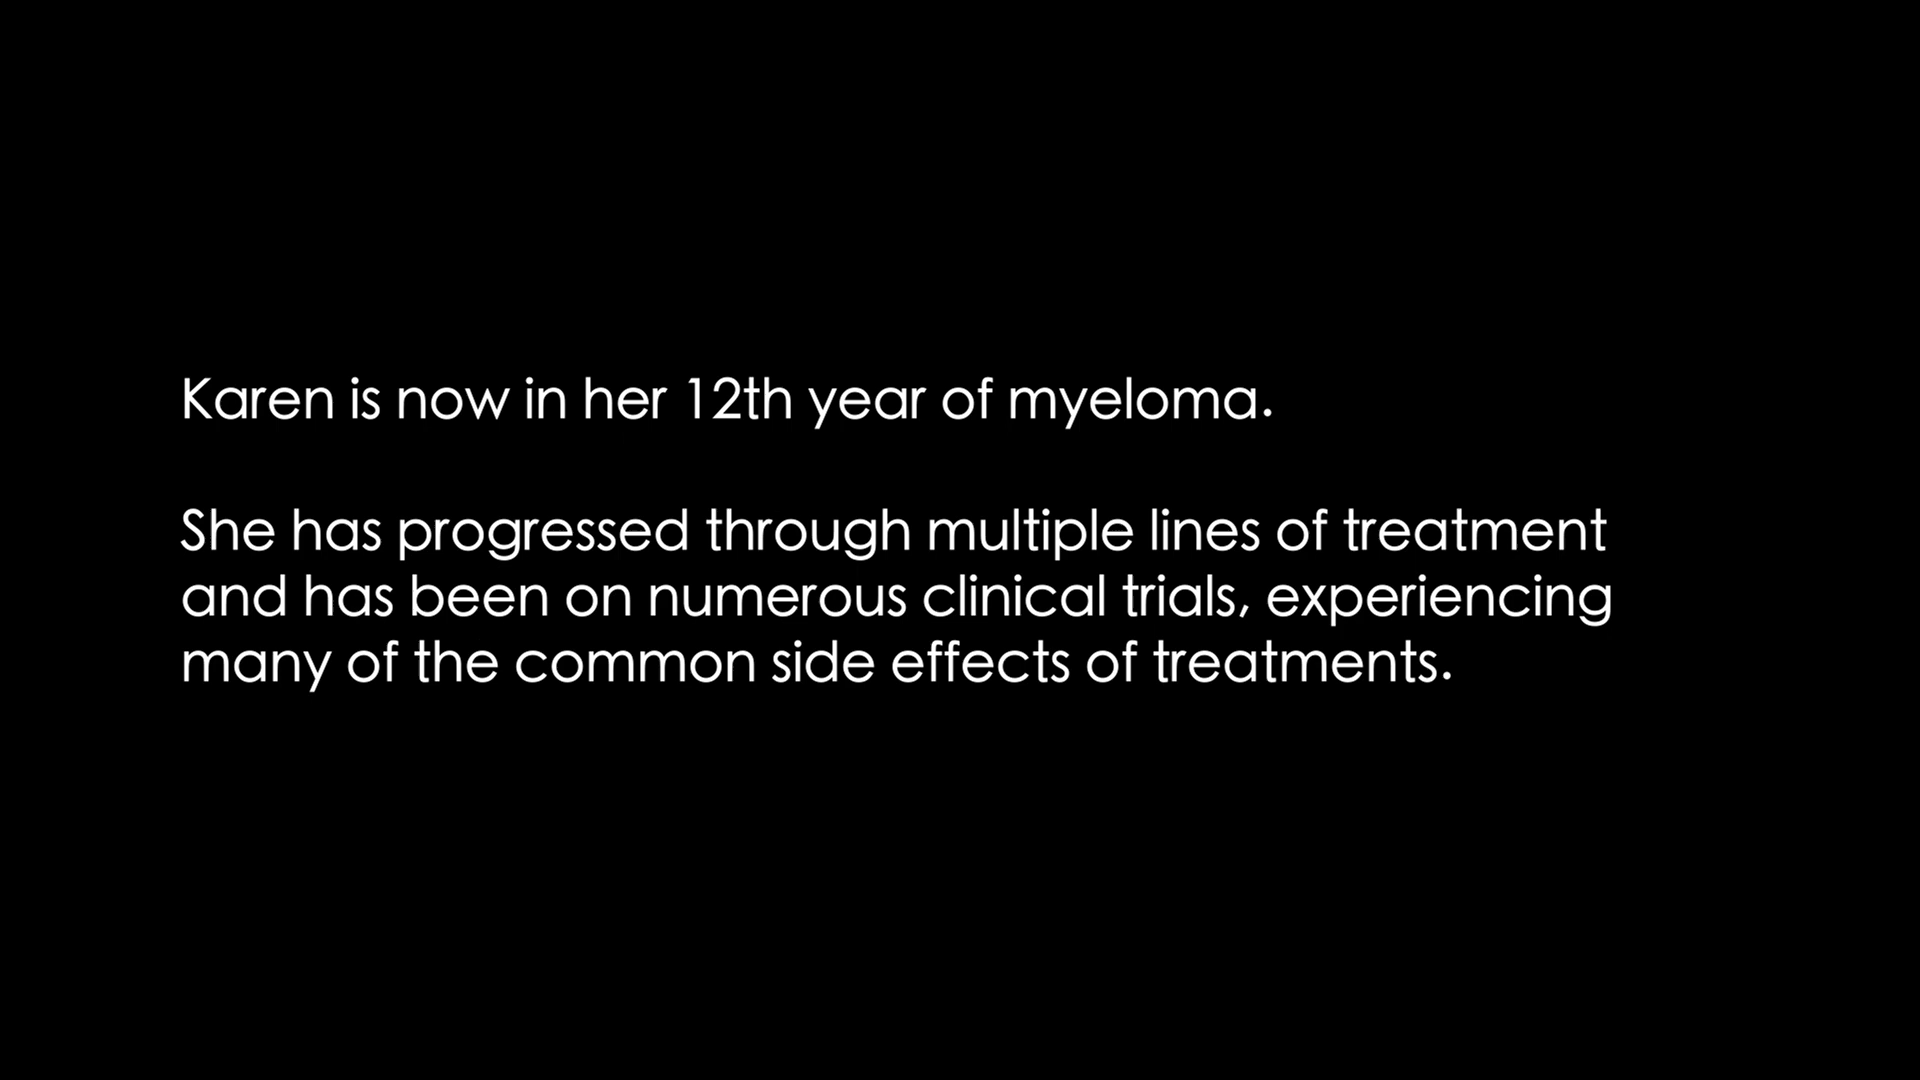 Karen is now in her 12th year of myeloma.
She has progressed through multiple lines of treatment
and has been on numerous clinical trials, experiencing
many of the common side effects of treatments.